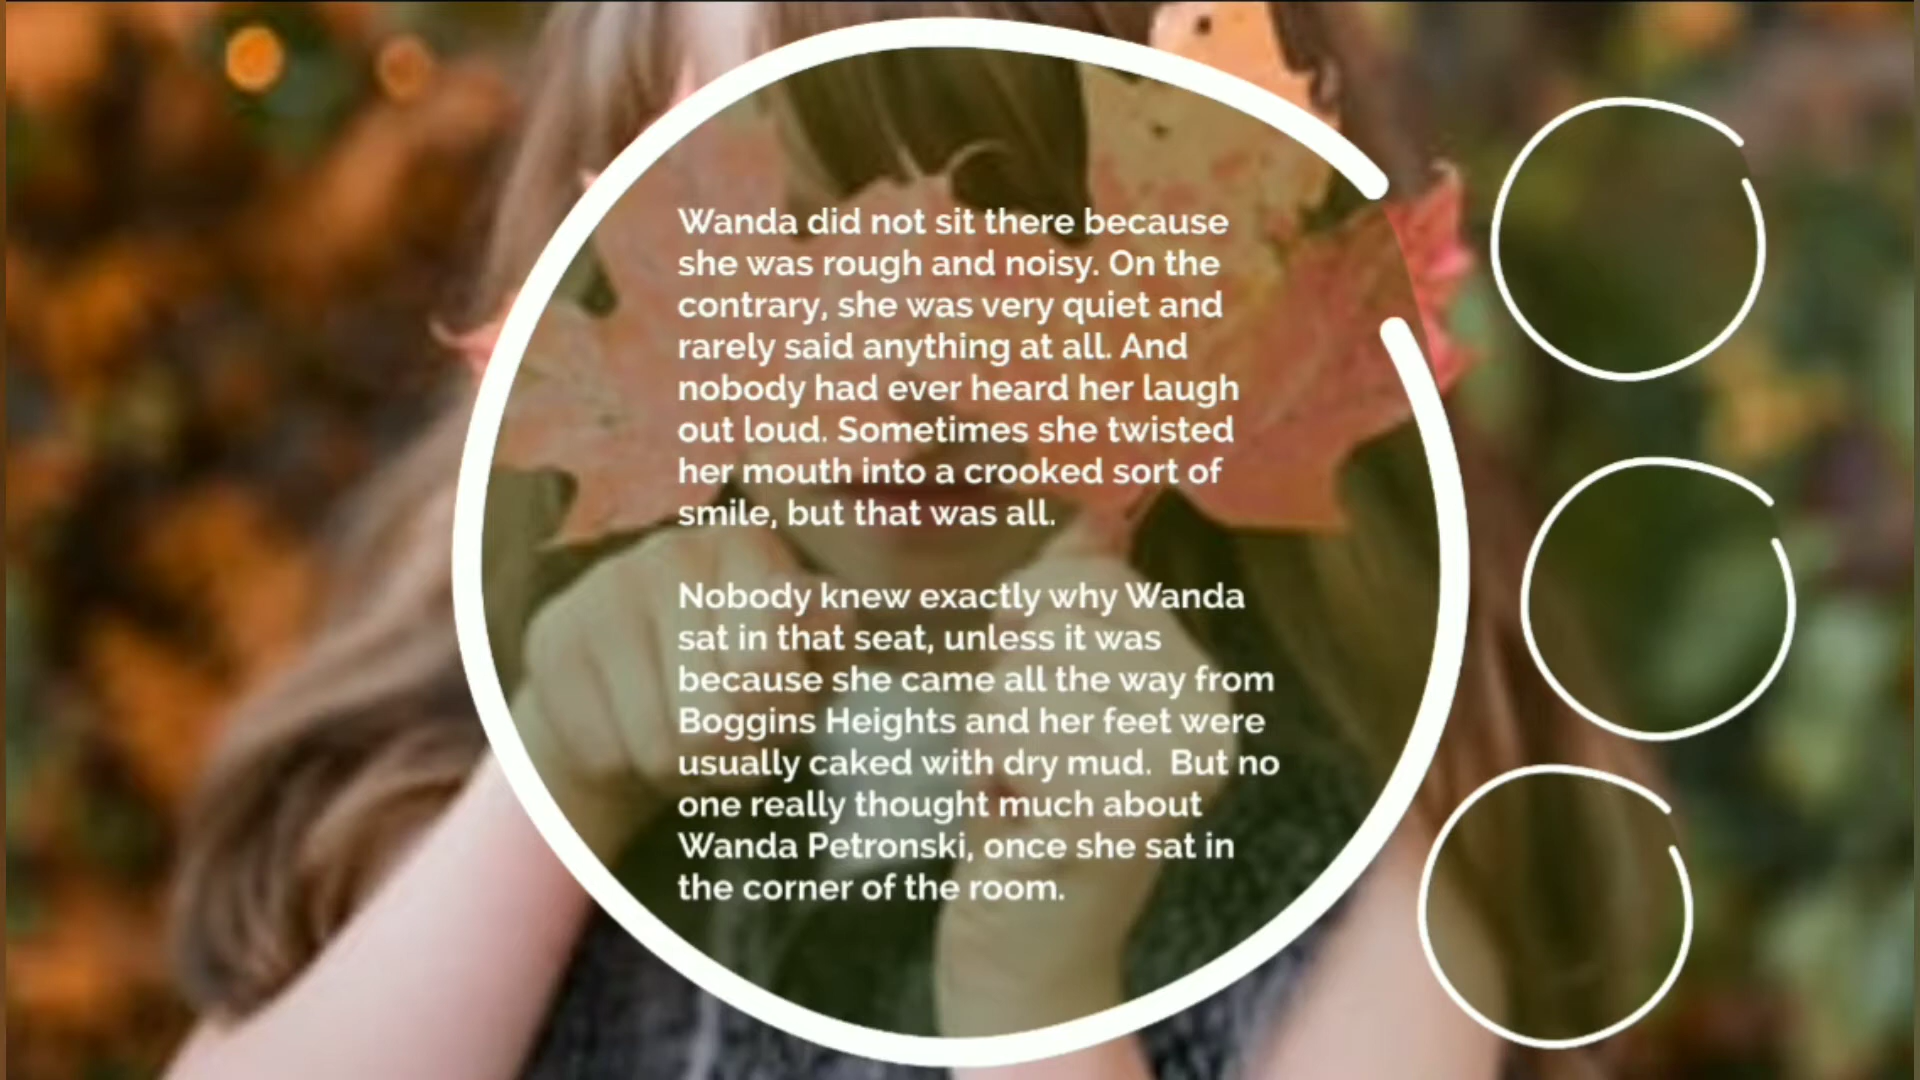 Wanda did not sit there because
she was rough and noisy. On the
contrary, she was very quiet and
rarely said anything at all. And
nobody had ever heard her laugh
out loud. Sometimes she twisted
her mouth into a crooked sort of
smile, but that was all.
Nobody knew exactly why Wanda
sat in that seat, unless it was
because she came all the way from
Boggins Heights and her feet were
usually caked with dry mud.  But no
one really thought much about
Wanda Petronski, once she sat in
the corner of the room.